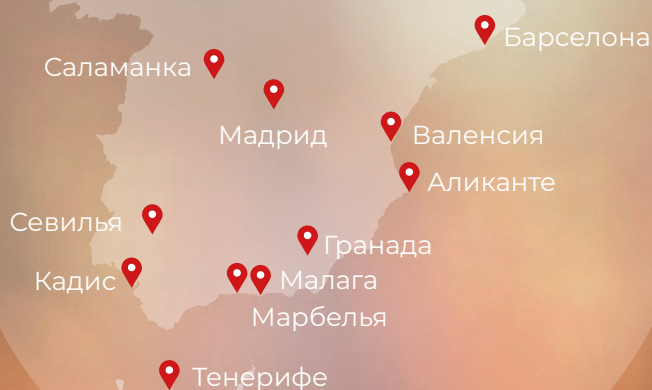 Барселона
Саламанка
Мадрид
Валенсия
Аликанте
Севилья
Гранада
Кадис
Малага
Марбелья
Тенерифе